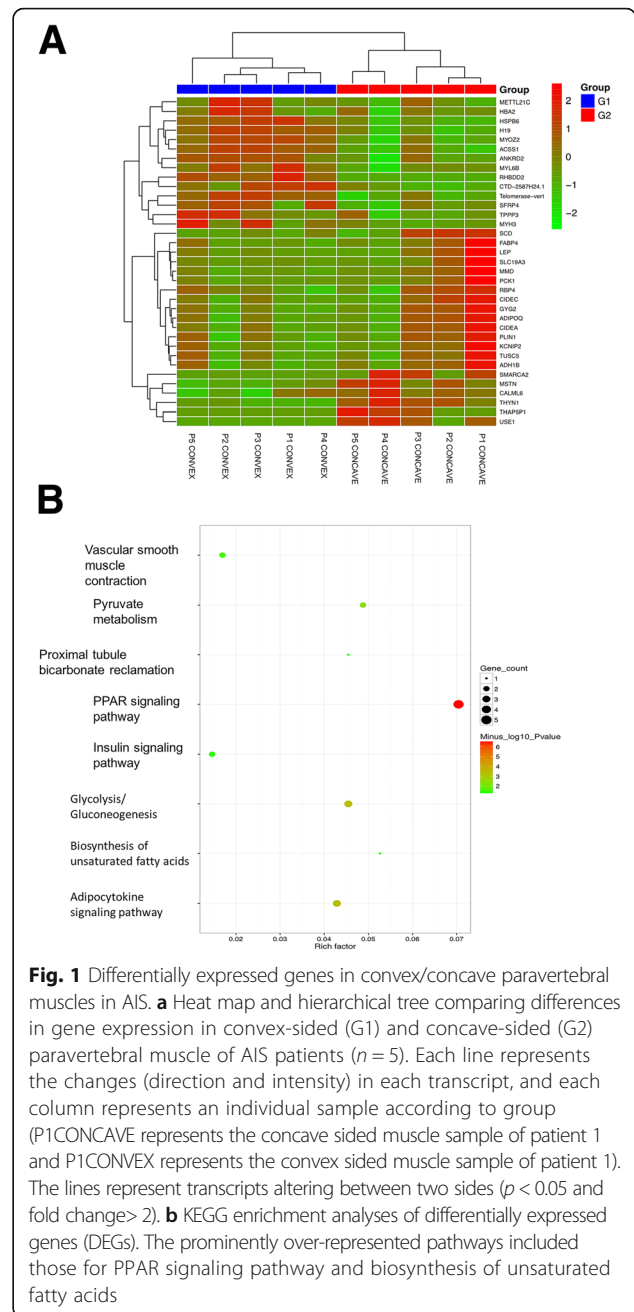 A
Group
METTL21C
HBA2
HSPB6
H19
MYOZ2
ACSS1
ANKRD2
MYL6B
RHBDD2
CTD-2587H24.1
Telomerase-vert
SFRP4
TPPP3
MYH3
SCD
FABP4
LEP
SLC19A3
MMD
PCK1
RBP4
CIDEC
GYG2
ADIPOQ
CIDEA
PLIN1
KCNIP2
TUSC5
ADH1B
SMARCA2
MSTN
CALML6
THYN1
THAP5P1
USE1
2
1
0
−1
−2
Group
G1
G2
P5 CONVEX
P2 CONVEX
P3 CONVEX
P1 CONVEX
P4 CONVEX
P5 CONCAVE
P4 CONCAVE
P3 CONCAVE
P2 CONCAVE
P1 CONCAVE
B
Vascular smooth
muscle
contraction
Pyruvate
metabolism
Proximal tubule
bicarbonate reclamation
PPAR signaling
pathway
Insulin signaling
pathway
Glycolysis/
Gluconeogenesis
Biosynthesis of
unsaturated fatty acids
Adipocytokine
signaling pathway
0.02 0.03 0.04 0.05 0.06 0.07
Rich factor
Gene_count
1
2
3
4
5
Minus_log10_Pvalue
6
5
4
3
2
Fig. 1 Differentially expressed genes in convex/concave paravertebral
muscles in AIS. a Heat map and hierarchical tree comparing differences
in gene expression in convex-sided (G1) and concave-sided (G2)
paravertebral muscle of AIS patients (n = 5). Each line represents
the changes (direction and intensity) in each transcript, and each
column represents an individual sample according to group
(P1CONCAVE represents the concave sided muscle sample of patient 1
and P1CONVEX represents the convex sided muscle sample of patient 1).
The lines represent transcripts altering between two sides (p < 0.05 and
fold change> 2). b KEGG enrichment analyses of differentially expressed
genes (DEGs). The prominently over-represented pathways included
those for PPAR signaling pathway and biosynthesis of unsaturated
fatty acids